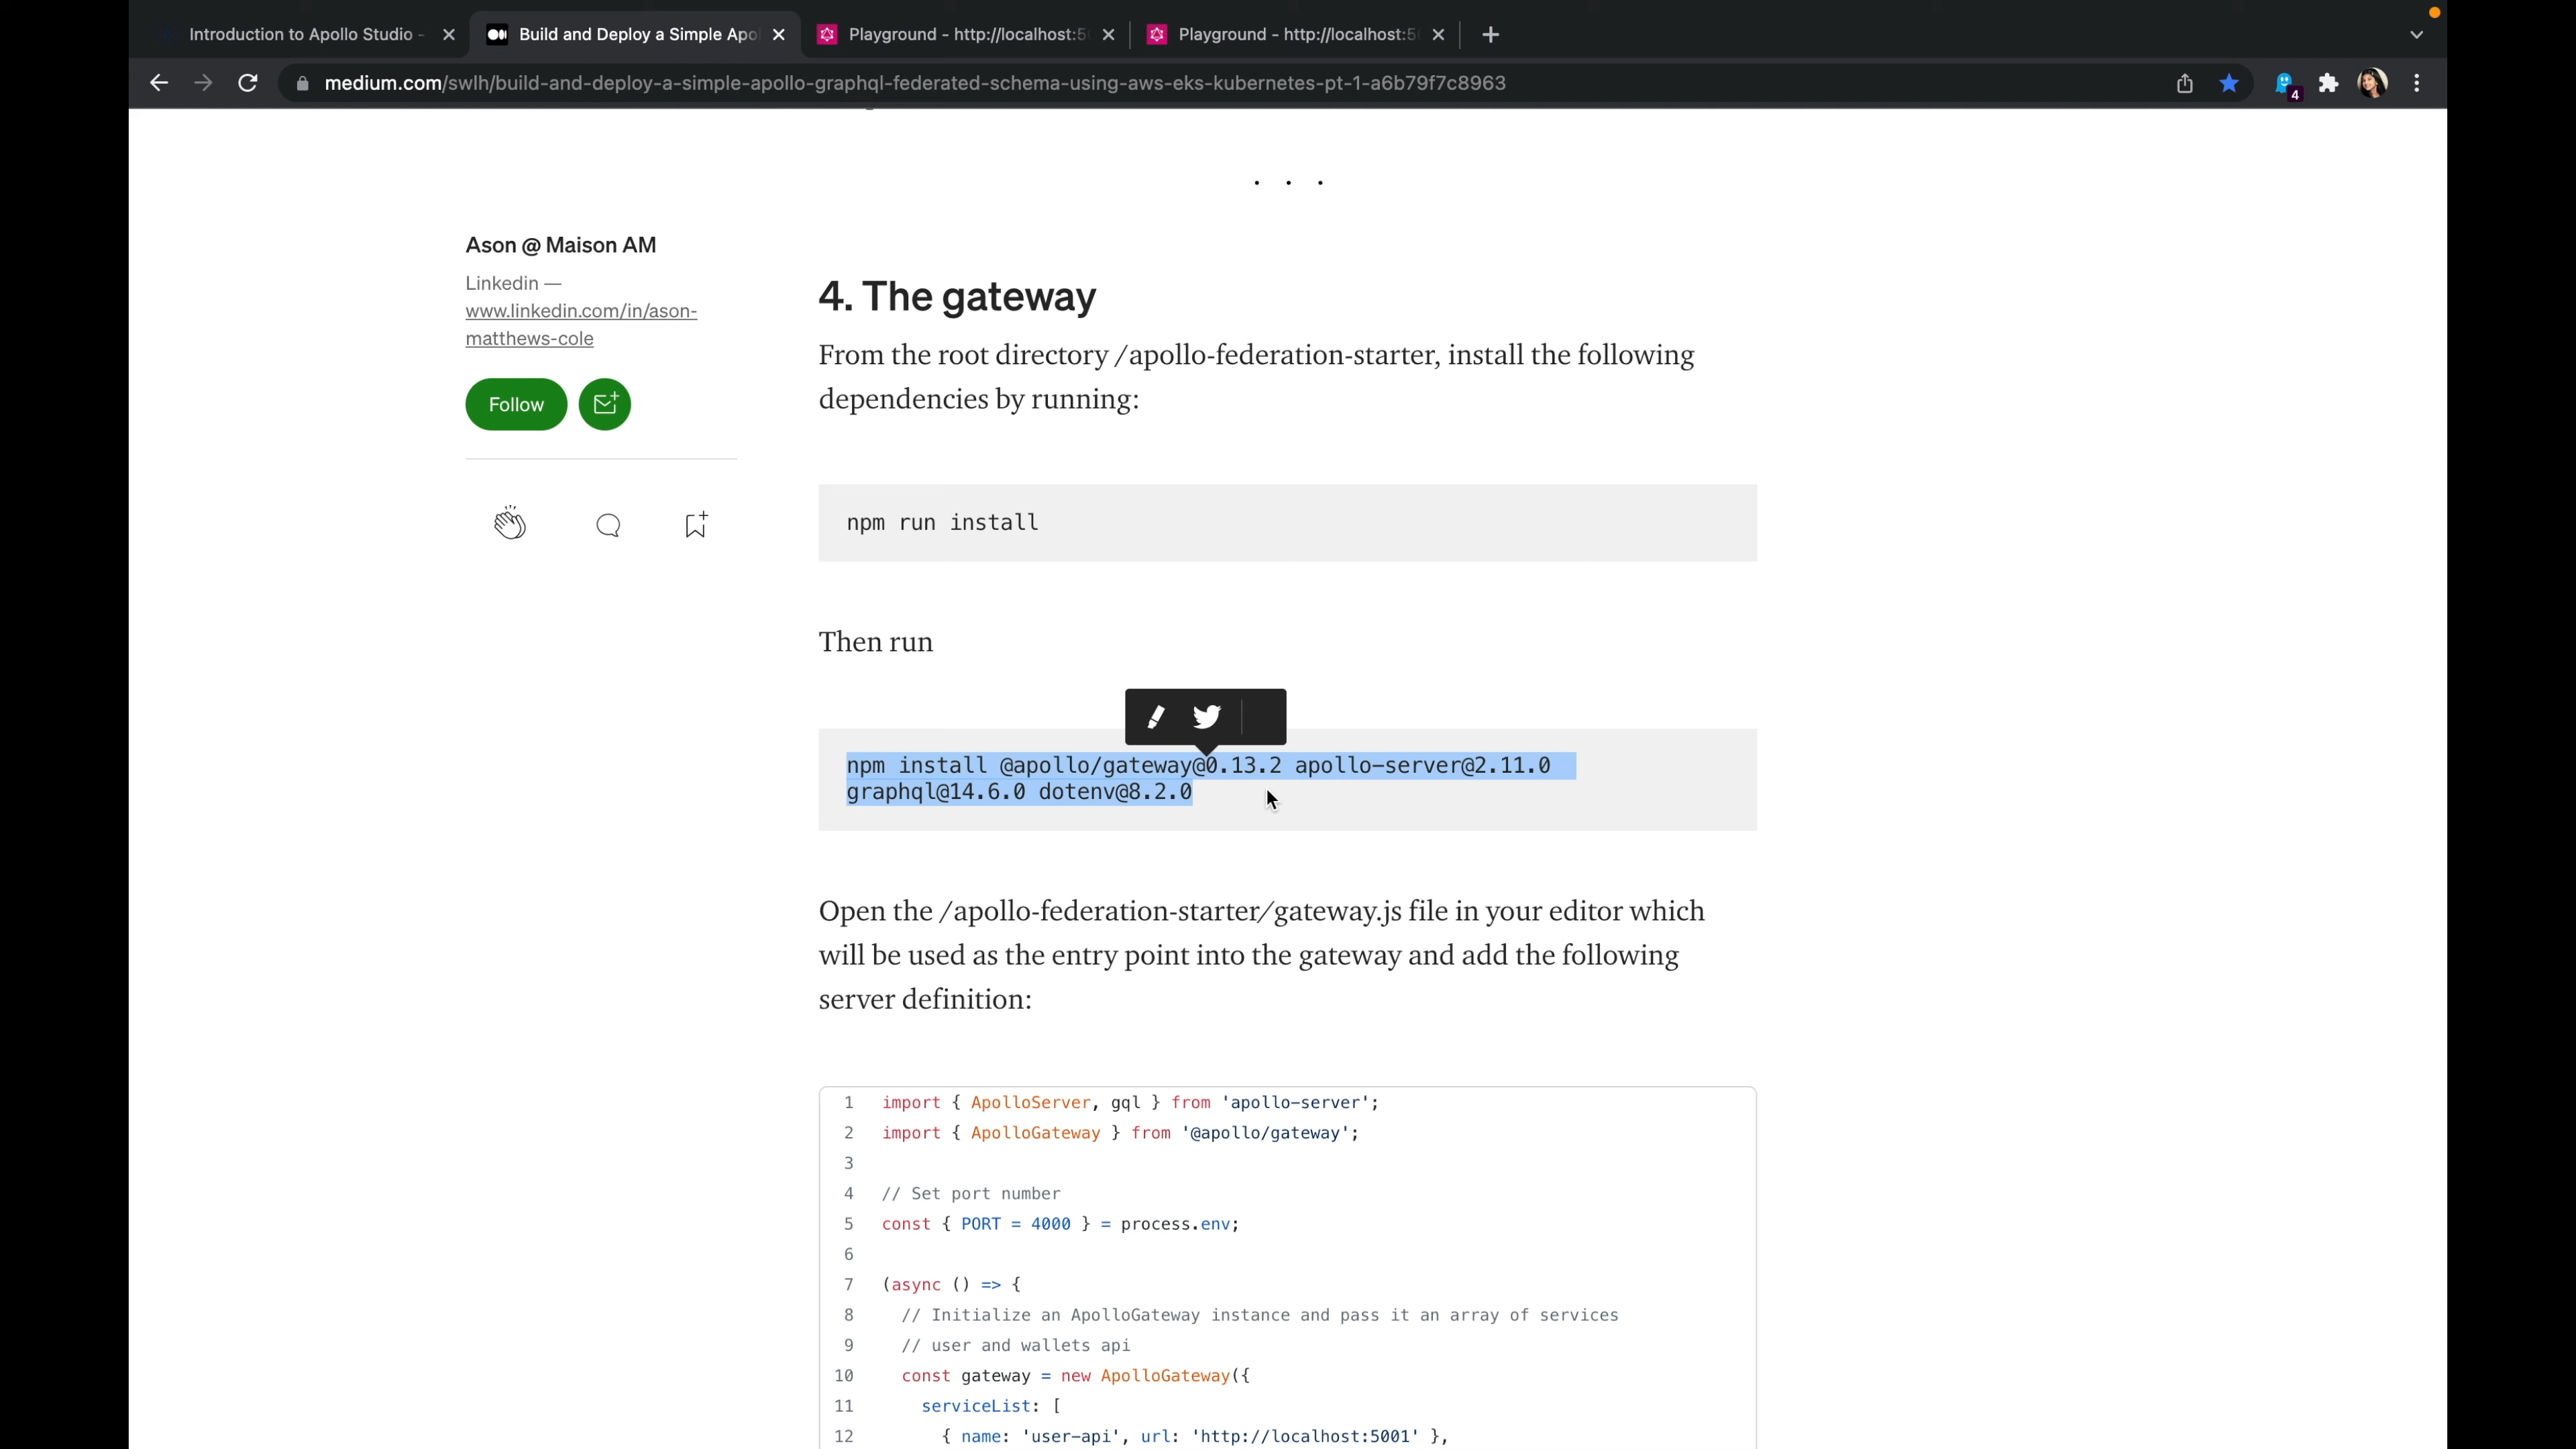 Introduction to Apollo Studio -
Build and Deploy a Simple Apo
Playground - http://localhost:5
Playground - http://localhost:5
medium.com/swlh/build-and-deploy-a-simple-apollo-graphql-federated-schema-using-aws-eks-kubernetes-pt-1-a6b79f7c8963
4
. . .
Ason @ Maison AM
Linkedin —
www.linkedin.com/in/ason-
matthews-cole
Follow
4. The gateway
From the root directory /apollo-federation-starter, install the following
dependencies by running:
npm run install
Then run
npm install @apollo/gateway@0.13.2 apollo-server@2.11.0
graphql@14.6.0 dotenv@8.2.0
Open the /apollo-federation-starter/gateway.js file in your editor which
will be used as the entry point into the gateway and add the following
server definition:
1 import { ApolloServer, gql } from 'apollo-server';
2 import { ApolloGateway } from '@apollo/gateway';
3
4 // Set port number
5 const { PORT = 4000 } = process.env;
6
7 (async () => {
8 // Initialize an ApolloGateway instance and pass it an array of services
9 // user and wallets api
10 const gateway = new ApolloGateway({
11 serviceList: [
12 { name: 'user-api', url: 'http://localhost:5001' },